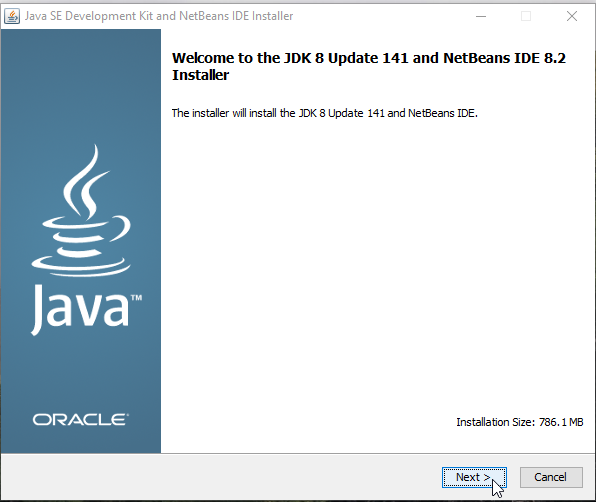 Java SE Development Kit and NetBeans IDE Installer
Welcome to the JDK 8 Update 141 and NetBeans IDE 8.2
Installer
The installer will install the JDK 8 Update 141 and NetBeans IDE.
Java™
ORACLE®
Installation Size: 786.1 MB
Next >
Cancel